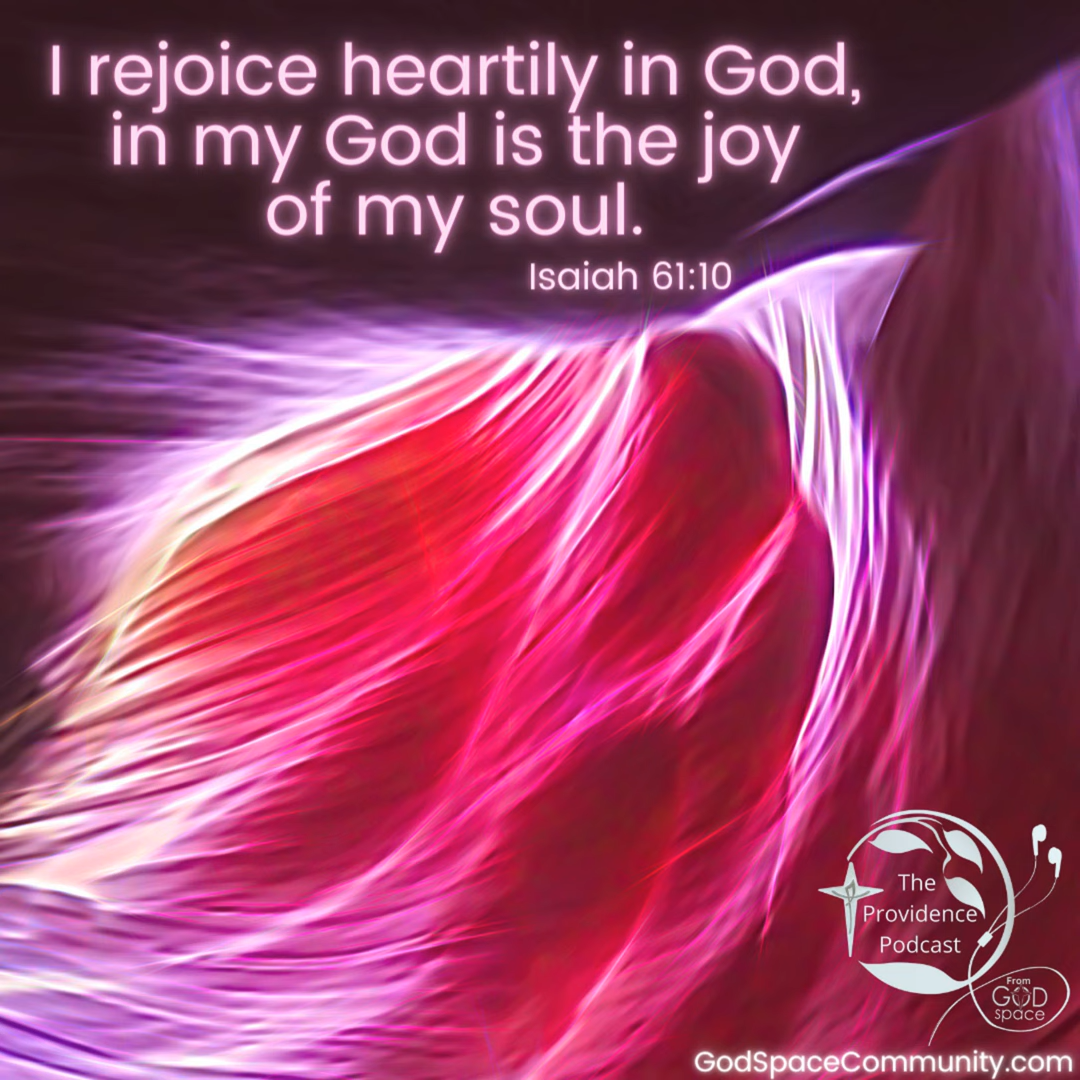 I rejoice heartily in God,
in my God is the joy
of my soul.
Isaiah 61:10
The
Providence
Podcast
From
GOD
space
GodSpaceCommunity.com